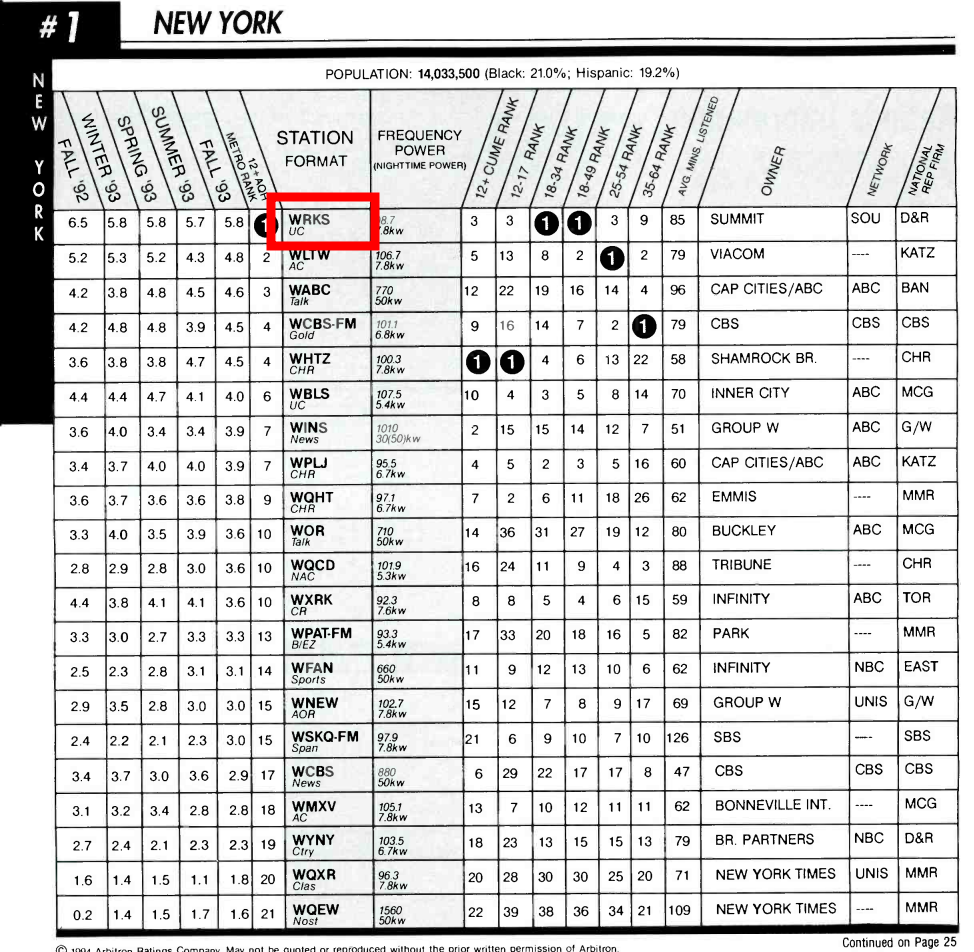 #1 NEW YORK
NEW YORK
POPULATION: 14,033,500 (Black: 21.0%; Hispanic: 19.2%)
FALL '92 WINTER '93 SPRING '93 SUMMER '93 FALL '93 12+ AQR METRO RANK STATION FORMAT FREQUENCY POWER (NIGHTTIME POWER) 12+ CUME RANK 12-17 RANK 18-34 RANK 18-49 RANK 25-54 RANK 35-64 RANK AVG. MINS. LISTENED OWNER NETWORK NATIONAL REP FIRM
6.5 5.8 5.8 5.7 5.8 1 WRKS 98.7 3 3 1 1 3 9 85 SUMMIT SOU D&R
UC 7.8kw
5.2 5.3 5.2 4.3 4.8 2 WLTW 106.7 5 13 8 2 1 2 79 VIACOM ---- KATZ
AC 7.8kw
4.2 3.8 4.8 4.5 4.6 3 WABC 770 12 22 19 16 14 4 96 CAP CITIES/ABC ABC BAN
Talk 50kw
4.2 4.8 4.8 3.9 4.5 4 WCBS-FM 101.1 9 16 14 7 2 1 79 CBS CBS CBS
Gold 6.8kw
3.6 3.8 3.8 4.7 4.5 4 WHTZ 100.3 1 1 4 6 13 22 58 SHAMROCK BR. ---- CHR
CHR 7.8kw
4.4 4.4 4.7 4.1 4.0 6 WBLS 107.5 10 4 3 5 8 14 70 INNER CITY ABC MCG
UC 5.4kw
3.6 4.0 3.4 3.4 3.9 7 WINS 1010 2 15 15 14 12 7 51 GROUP W ABC G/W
News 30(50)kw
3.4 3.7 4.0 4.0 3.9 7 WPLJ 95.5 4 5 2 3 5 16 60 CAP CITIES/ABC ABC KATZ
CHR 6.7kw
3.6 3.7 3.6 3.6 3.8 9 WQHT 97.1 7 2 6 11 18 26 62 EMMIS ---- MMR
CHR 6.7kw
3.3 4.0 3.5 3.9 3.6 10 WOR 710 14 36 31 27 19 12 80 BUCKLEY ABC MCG
Talk 50kw
2.8 2.9 2.8 3.0 3.6 10 WQCD 101.9 16 24 11 9 4 3 88 TRIBUNE ---- CHR
NAC 5.3kw
4.4 3.8 4.1 4.1 3.6 10 WXRK 92.3 8 8 5 4 6 15 59 INFINITY ABC TOR
CR 7.6kw
3.3 3.0 2.7 3.3 3.3 13 WPAT-FM 93.3 17 33 20 18 16 5 82 PARK ---- MMR
B/EZ 5.4kw
2.5 2.3 2.8 3.1 3.1 14 WFAN 660 11 9 12 13 10 6 62 INFINITY NBC EAST
Sports 50kw
2.9 3.5 2.8 3.0 3.0 15 WNEW 102.7 15 12 7 8 9 17 69 GROUP W UNIS G/W
AOR 7.8kw
2.4 2.2 2.1 2.3 3.0 15 WSKQ-FM 97.9 21 6 9 10 7 10 126 SBS ---- SBS
Span 7.8kw
3.4 3.7 3.0 3.6 2.9 17 WCBS 880 6 29 22 17 17 8 47 CBS CBS CBS
News 50kw
3.1 3.2 3.4 2.8 2.8 18 WMXV 105.1 13 7 10 12 11 11 62 BONNEVILLE INT. ---- MCG
AC 7.8kw
2.7 2.4 2.1 2.3 2.3 19 WYNY 103.5 18 23 13 15 15 13 79 BR. PARTNERS NBC D&R
Ctry 6.7kw
1.6 1.4 1.5 1.1 1.8 20 WQXR 96.3 20 28 30 30 25 20 71 NEW YORK TIMES UNIS MMR
Clas 7.8kw
0.2 1.4 1.5 1.7 1.6 21 WQEW 1560 22 39 38 36 34 21 109 NEW YORK TIMES ---- MMR
Nost 50kw
Continued on Page 25
© 1994 Arbitron Ratings Company. May not be quoted or reproduced without the prior written permission of Arbitron.